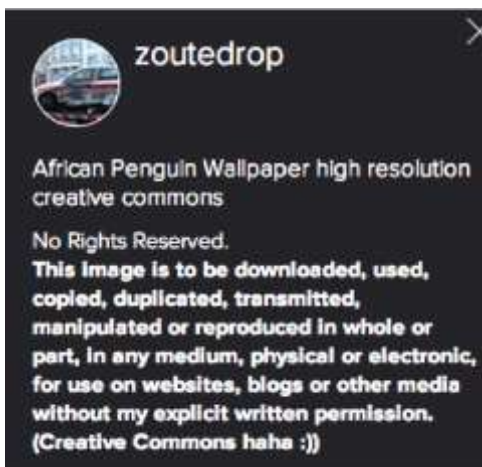 zoutedrop
African Penguin Wallpaper high resolution
creative commons
No Rights Reserved.
This image is to be downloaded, used,
copied, duplicated, transmitted,
manipulated or reproduced in whole or
part, in any medium, physical or electronic,
for use on websites, blogs or other media
without my explicit written permission.
(Creative Commons haha :))